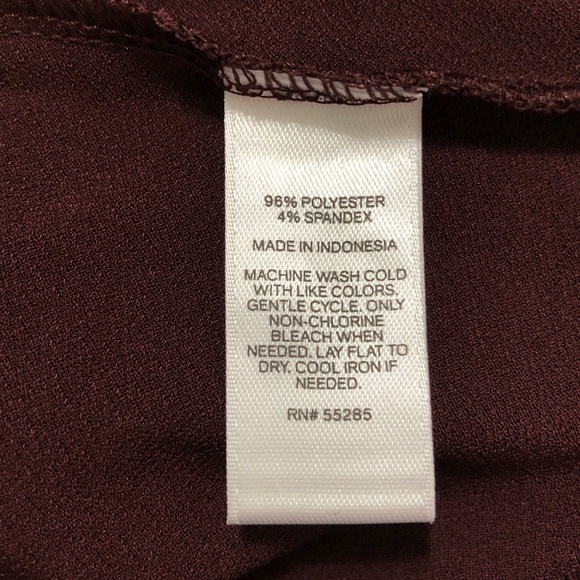 96% POLYESTER
4% SPANDEX
MADE IN INDONESIA
MACHINE WASH COLD
WITH LIKE COLORS.
GENTLE CYCLE. ONLY
NON-CHLORINE
BLEACH WHEN
NEEDED. LAY FLAT TO
DRY. COOL IRON IF
NEEDED.
RN# 55285